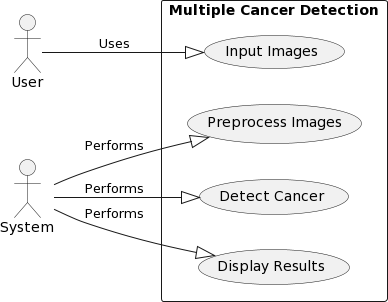 Multiple Cancer Detection
Uses
Input Images
User
Preprocess Images
Performs
Performs
Detect Cancer
System
Performs
Display Results